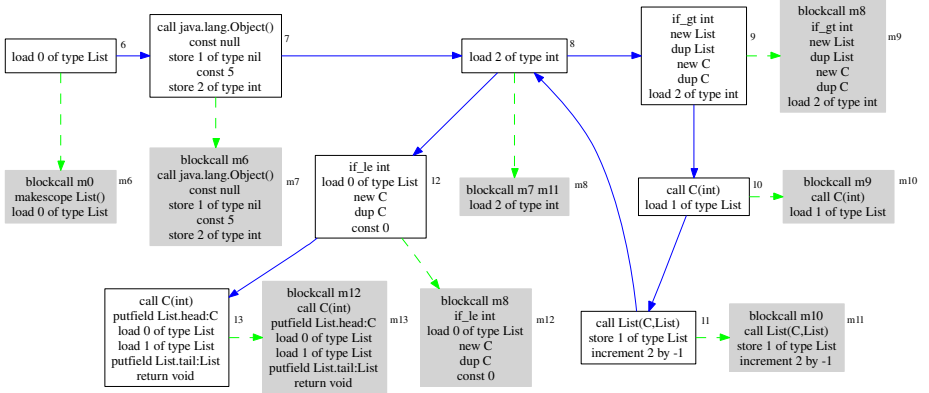 load 0 of type List
6
call java.lang.Object()
const null
store 1 of type nil
const 5
store 2 of type int
7
load 2 of type int
8
if_gt int
new List
dup List
new C
dup C
load 2 of type int
9
blockcall m8
if_gt int
new List
dup List
new C
dup C
load 2 of type int
m9
blockcall m0
makescope List()
load 0 of type List
m6
blockcall m6
call java.lang.Object()
const null
store 1 of type nil
const 5
store 2 of type int
m7
if_le int
load 0 of type List
new C
dup C
const 0
12
blockcall m7 m11
load 2 of type int
m8
call C(int)
load 1 of type List
10
blockcall m9
call C(int)
load 1 of type List
m10
call C(int)
putfield List.head:C
load 0 of type List
load 1 of type List
putfield List.tail:List
return void
13
blockcall m12
call C(int)
putfield List.head:C
load 0 of type List
load 1 of type List
putfield List.tail:List
return void
m13
blockcall m8
if_le int
load 0 of type List
new C
dup C
const 0
m12
call List(C,List)
store 1 of type List
increment 2 by -1
11
blockcall m10
call List(C,List)
store 1 of type List
increment 2 by -1
m11